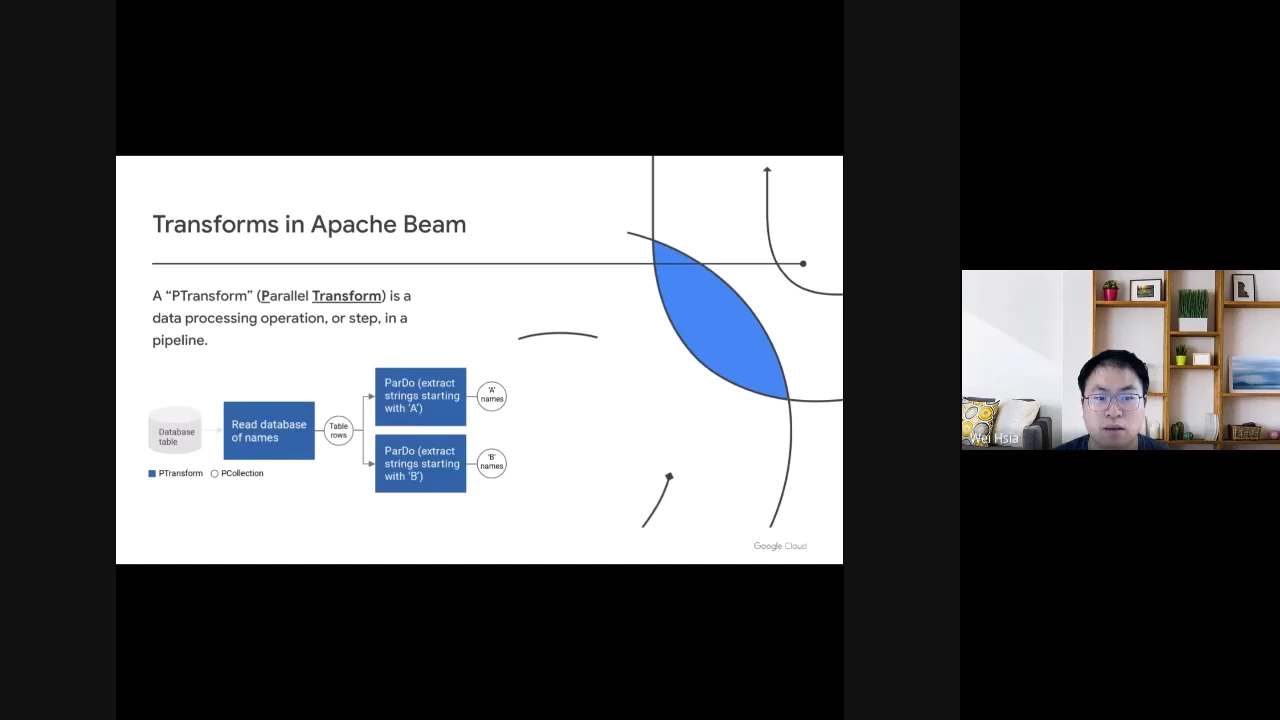 Transforms in Apache Beam
A “PTransform” (Parallel Transform) is a
data processing operation, or step, in a
pipeline.
Database
table
Read database
of names
Table
rows
ParDo (extract
strings starting
with ‘A’)
‘A’
names
ParDo (extract
strings starting
with ‘B’)
‘B’
names
PTransform
PCollection
Google Cloud
Wei Hsia